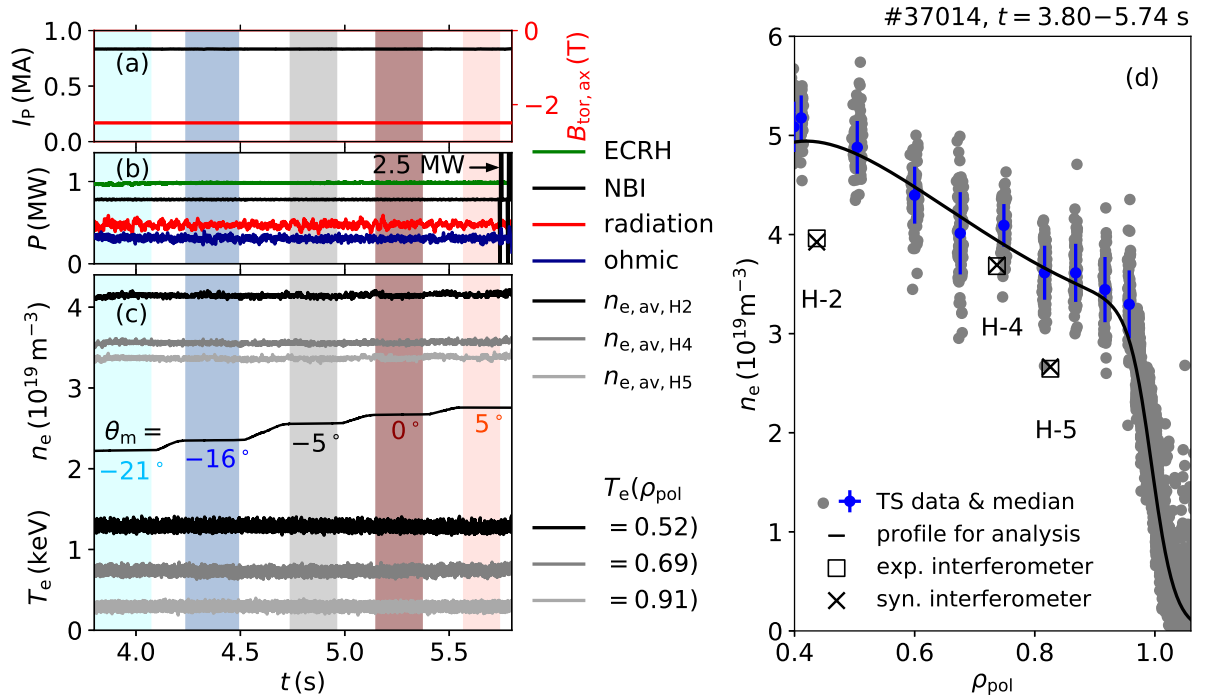 #37014, t = 3.80−5.74 s
1.0
0.5
0.0
I_P (MA)
(a)
0
−2
B_tor, ax (T)
1
0
P (MW)
(b)
2.5 MW
ECRH
NBI
radiation
ohmic
4
3
2
1
0
n_e (10^19 m^−3)
T_e (keV)
(c)
n_e, av, H2
n_e, av, H4
n_e, av, H5
θ_m =
−21°
−16°
−5°
0°
5°
T_e(ρ_pol
= 0.52)
= 0.69)
= 0.91)
4.0
4.5
5.0
5.5
t (s)
6
5
4
3
2
1
0
n_e (10^19 m^−3)
(d)
H-2
H-4
H-5
TS data & median
profile for analysis
exp. interferometer
syn. interferometer
0.4
0.6
0.8
1.0
ρ_pol